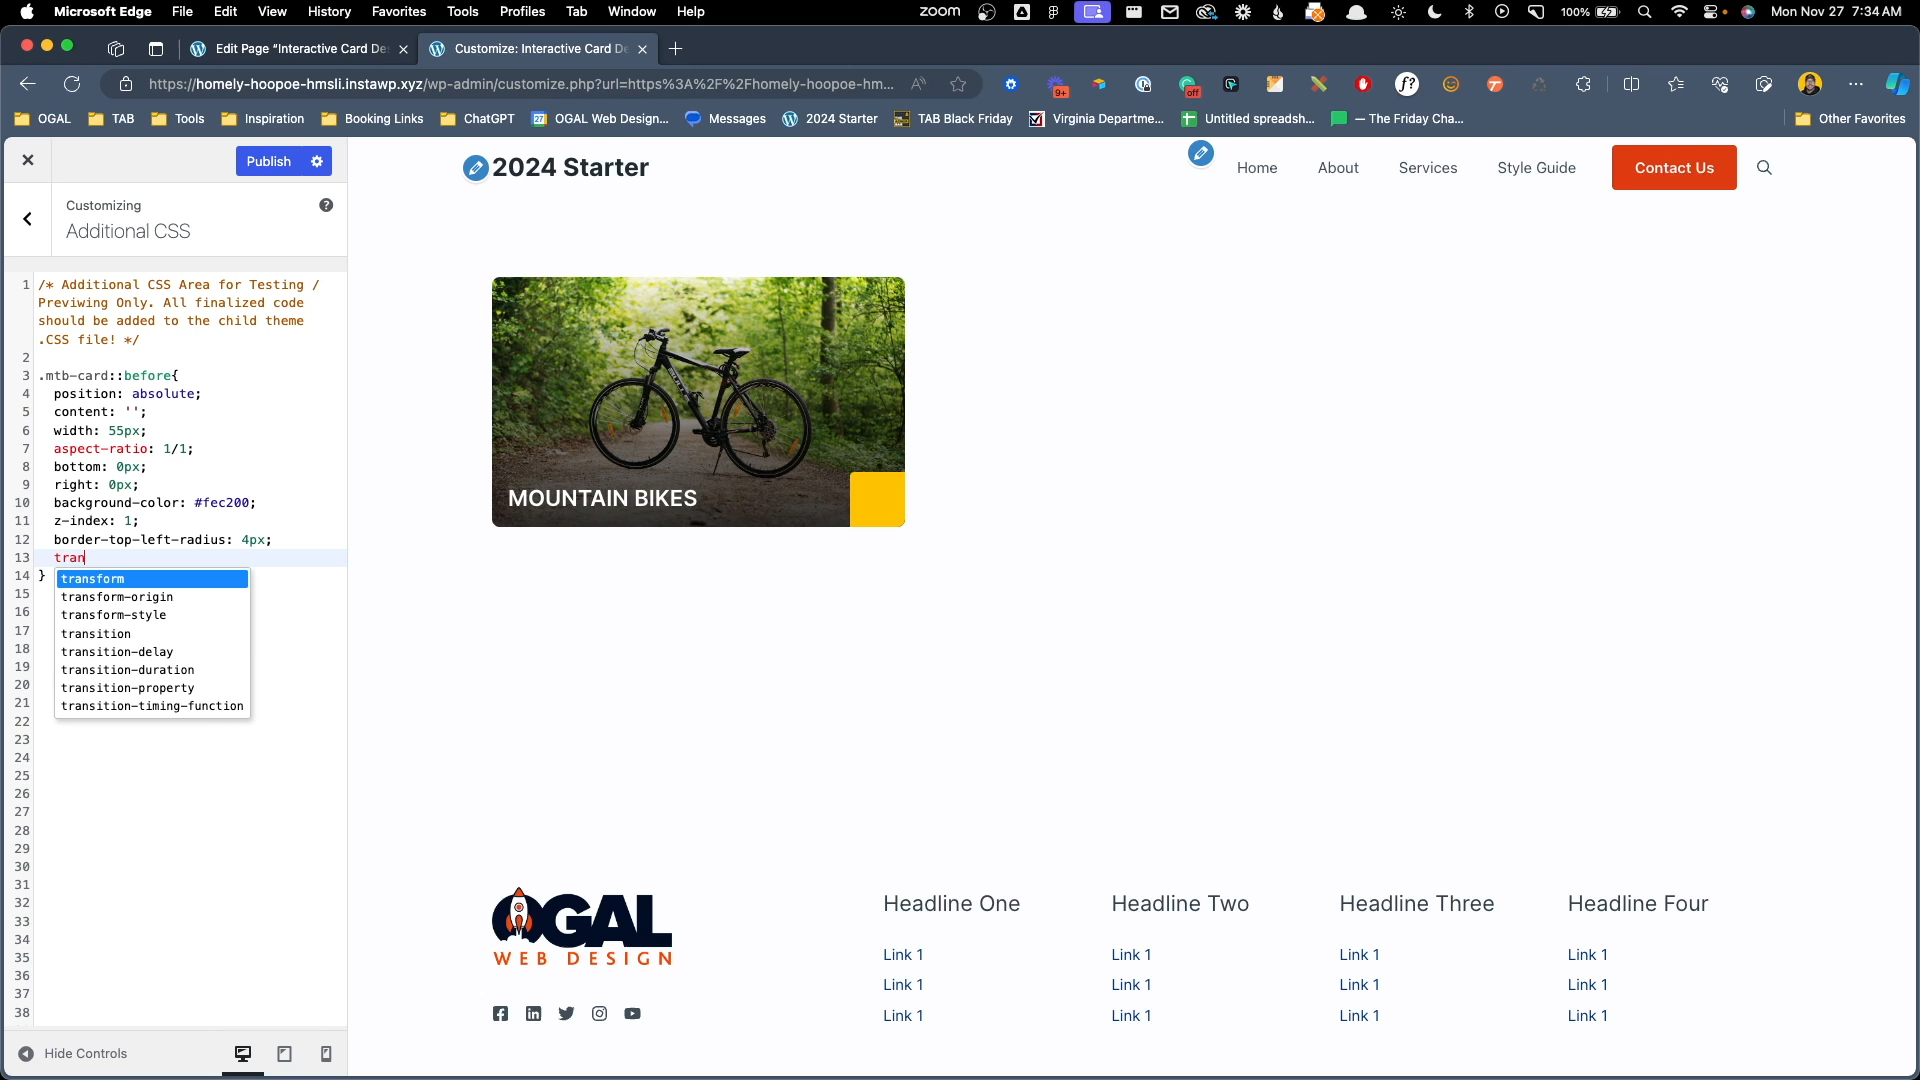 Microsoft Edge File Edit View History Favorites Tools Profiles Tab Window Help zoom 100% Mon Nov 27 7:34 AM
Edit Page "Interactive Card De Customize: Interactive Card De
https://homely-hoopoe-hmsli.instawp.xyz/wp-admin/customize.php?url=https%3A%2F%2Fhomely-hoopoe-hm... 9+ off f?
OGAL TAB Tools Inspiration Booking Links ChatGPT 27 OGAL Web Design... Messages 2024 Starter TAB Black Friday Virginia Departme... Untitled spreadsh... — The Friday Cha... Other Favorites
Publish
Customizing
Additional CSS
1 /* Additional CSS Area for Testing /
Previwing Only. All finalized code
should be added to the child theme
.CSS file! */
2
3 .mtb-card::before{
4 position: absolute;
5 content: '';
6 width: 55px;
7 aspect-ratio: 1/1;
8 bottom: 0px;
9 right: 0px;
10 background-color: #fec200;
11 z-index: 1;
12 border-top-left-radius: 4px;
13 tran
14 }
transform
15 transform-origin
16 transform-style
17 transition
18 transition-delay
19 transition-duration
20 transition-property
21 transition-timing-function
22
23
24
25
26
27
28
29
30
31
32
33
34
35
36
37
38
Hide Controls
2024 Starter
Home About Services Style Guide Contact Us
MOUNTAIN BIKES
OGAL
WEB DESIGN
Headline One
Link 1
Link 1
Link 1
Headline Two
Link 1
Link 1
Link 1
Headline Three
Link 1
Link 1
Link 1
Headline Four
Link 1
Link 1
Link 1